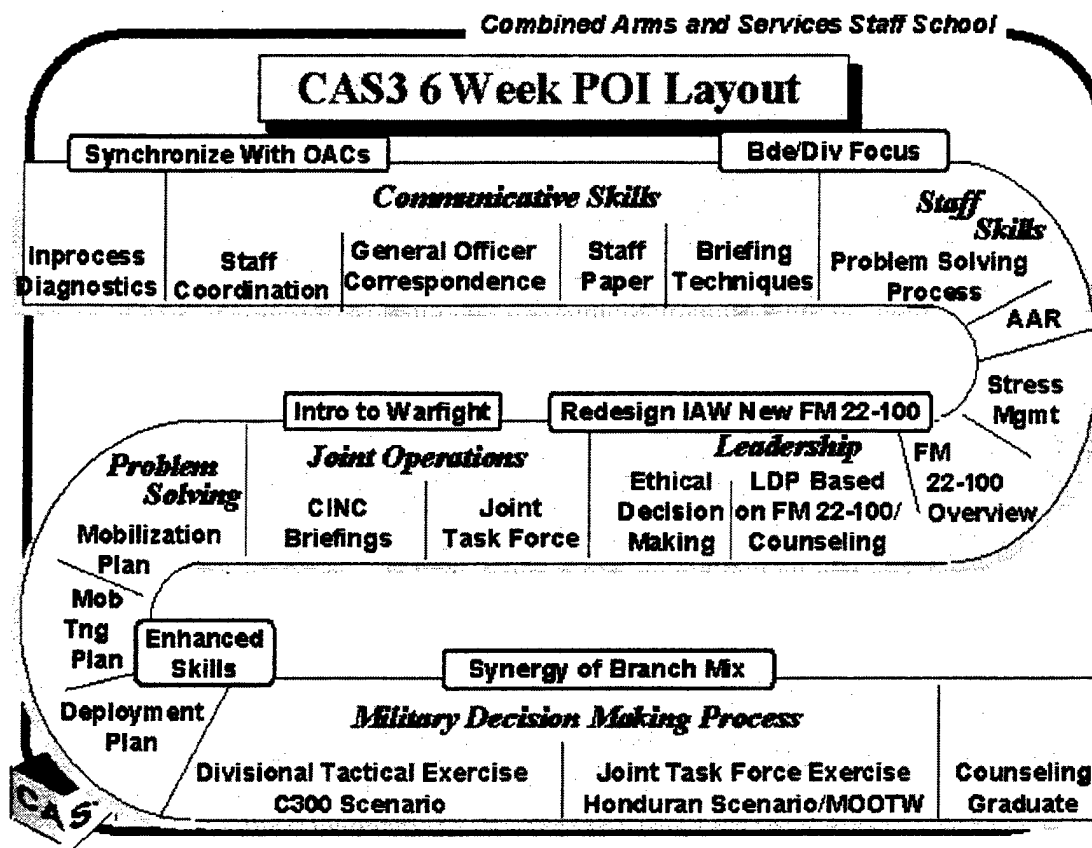 Combined Arms and Services Staff School
CAS3 6 Week POI Layout
Synchronize With OACs
Bde/Div Focus
Communicative Skills
Staff
Skills
Inprocess
Diagnostics
Staff
Coordination
General Officer
Correspondence
Staff
Paper
Briefing
Techniques
Problem Solving
Process
AAR
Stress
Mgmt
FM
22-100
Overview
Redesign IAW New FM 22-100
Leadership
LDP Based
on FM 22-100/
Counseling
Ethical
Decision
Making
Intro to Warfight
Joint Operations
Joint
Task Force
CINC
Briefings
Problem
Solving
Mobilization
Plan
Mob
Tng
Plan
Enhanced
Skills
Deployment
Plan
Synergy of Branch Mix
Military Decision Making Process
Divisional Tactical Exercise
C300 Scenario
Joint Task Force Exercise
Honduran Scenario/MOOTW
Counseling
Graduate
CAS